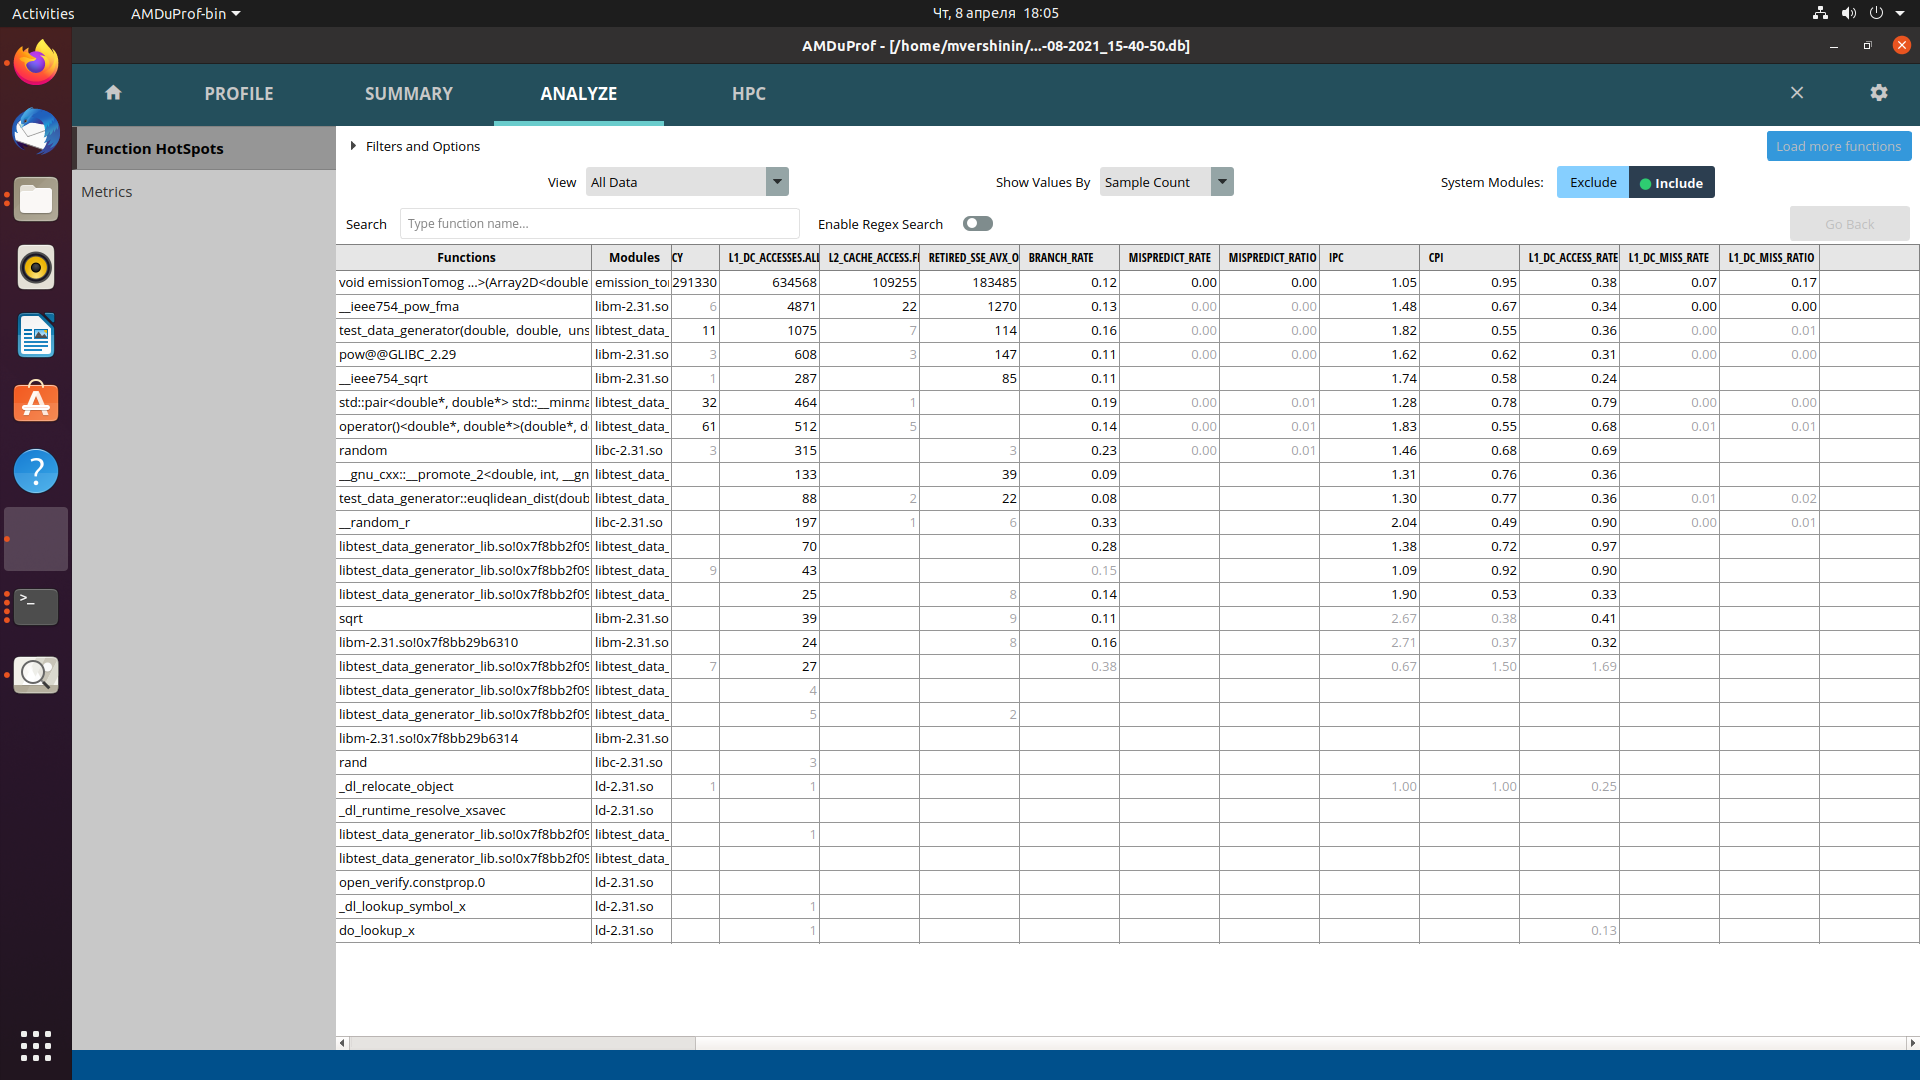 Activities AMDuProf-bin Чт, 8 апреля 18:05
AMDuProf - [/home/mvershinin/...-08-2021_15-40-50.db]
PROFILE SUMMARY ANALYZE HPC
Function HotSpots
Metrics
Filters and Options Load more functions
View All Data Show Values By Sample Count System Modules: Exclude Include
Search Type function name... Enable Regex Search Go Back
Functions Modules CY L1_DC_ACCESSES.ALL L2_CACHE_ACCESS.F RETIRED_SSE_AVX_O BRANCH_RATE MISPREDICT_RATE MISPREDICT_RATIO IPC CPI L1_DC_ACCESS_RATE L1_DC_MISS_RATE L1_DC_MISS_RATIO
void emissionTomog ...>(Array2D<double emission_to 291330 634568 109255 183485 0.12 0.00 0.00 1.05 0.95 0.38 0.07 0.17
__ieee754_pow_fma libm-2.31.so 6 4871 22 1270 0.13 0.00 0.00 1.48 0.67 0.34 0.00 0.00
test_data_generator(double, double, uns libtest_data_ 11 1075 7 114 0.16 0.00 0.00 1.82 0.55 0.36 0.00 0.01
pow@@GLIBC_2.29 libm-2.31.so 3 608 3 147 0.11 0.00 0.00 1.62 0.62 0.31 0.00 0.00
__ieee754_sqrt libm-2.31.so 1 287 85 0.11 1.74 0.58 0.24
std::pair<double*, double*> std::__minma libtest_data_ 32 464 1 0.19 0.00 0.01 1.28 0.78 0.79 0.00 0.00
operator()<double*, double*>(double*, d libtest_data_ 61 512 5 0.14 0.00 0.01 1.83 0.55 0.68 0.01 0.01
random libc-2.31.so 3 315 3 0.23 0.00 0.01 1.46 0.68 0.69
__gnu_cxx::__promote_2<double, int, __gn libtest_data_ 133 39 0.09 1.31 0.76 0.36
test_data_generator::euqlidean_dist(doub libtest_data_ 88 2 22 0.08 1.30 0.77 0.36 0.01 0.02
__random_r libc-2.31.so 197 1 6 0.33 2.04 0.49 0.90 0.00 0.01
libtest_data_generator_lib.so!0x7f8bb2f09 libtest_data_ 70 0.28 1.38 0.72 0.97
libtest_data_generator_lib.so!0x7f8bb2f09 libtest_data_ 9 43 0.15 1.09 0.92 0.90
libtest_data_generator_lib.so!0x7f8bb2f09 libtest_data_ 25 8 0.14 1.90 0.53 0.33
sqrt libm-2.31.so 39 9 0.11 2.67 0.38 0.41
libm-2.31.so!0x7f8bb29b6310 libm-2.31.so 24 8 0.16 2.71 0.37 0.32
libtest_data_generator_lib.so!0x7f8bb2f09 libtest_data_ 7 27 0.38 0.67 1.50 1.69
libtest_data_generator_lib.so!0x7f8bb2f09 libtest_data_ 4
libtest_data_generator_lib.so!0x7f8bb2f09 libtest_data_ 5 2
libm-2.31.so!0x7f8bb29b6314 libm-2.31.so
rand libc-2.31.so 3
_dl_relocate_object ld-2.31.so 1 1 1.00 1.00 0.25
_dl_runtime_resolve_xsavec ld-2.31.so
libtest_data_generator_lib.so!0x7f8bb2f09 libtest_data_ 1
libtest_data_generator_lib.so!0x7f8bb2f09 libtest_data_
open_verify.constprop.0 ld-2.31.so
_dl_lookup_symbol_x ld-2.31.so 1
do_lookup_x ld-2.31.so 1 0.13